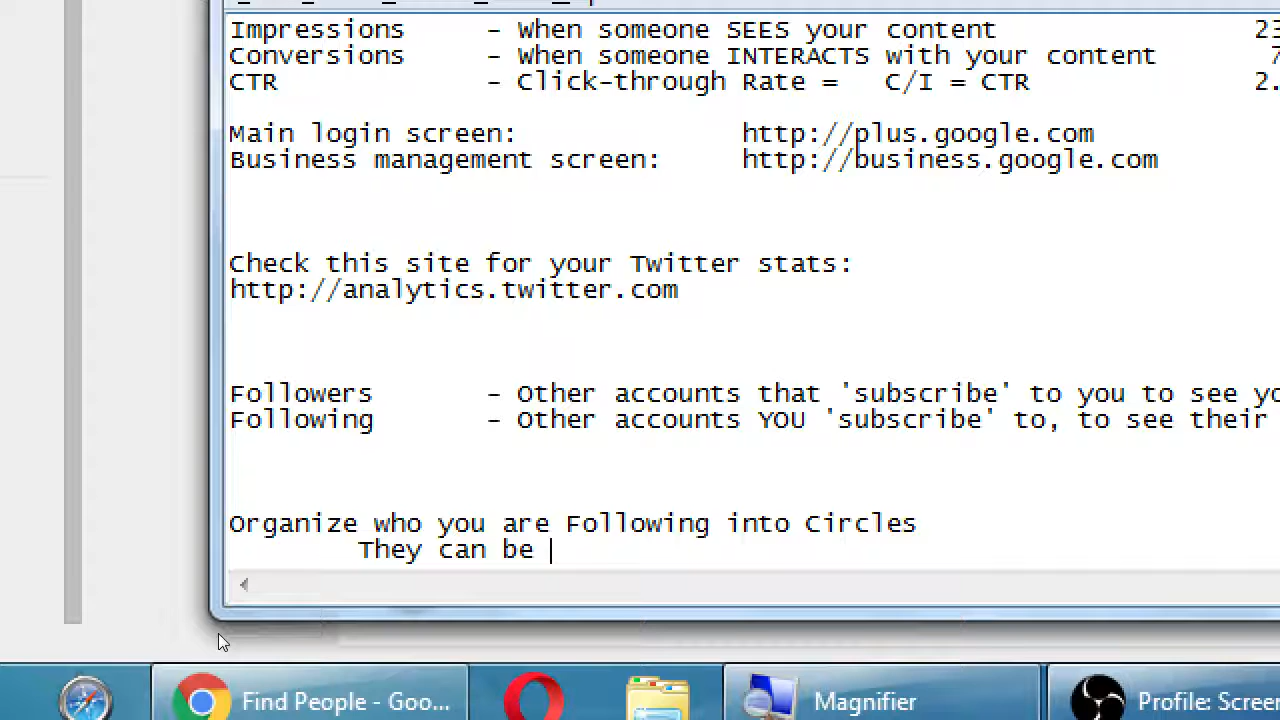 Impressions - When someone SEES your content 23
Conversions - When someone INTERACTS with your content 7
CTR - Click-through Rate = C/I = CTR 2.
Main login screen: http://plus.google.com
Business management screen: http://business.google.com
Check this site for your Twitter stats:
http://analytics.twitter.com
Followers - Other accounts that 'subscribe' to you to see yo
Following - Other accounts YOU 'subscribe' to, to see their
Organize who you are Following into Circles
They can be
Find People - Goo... Magnifier Profile: Screen